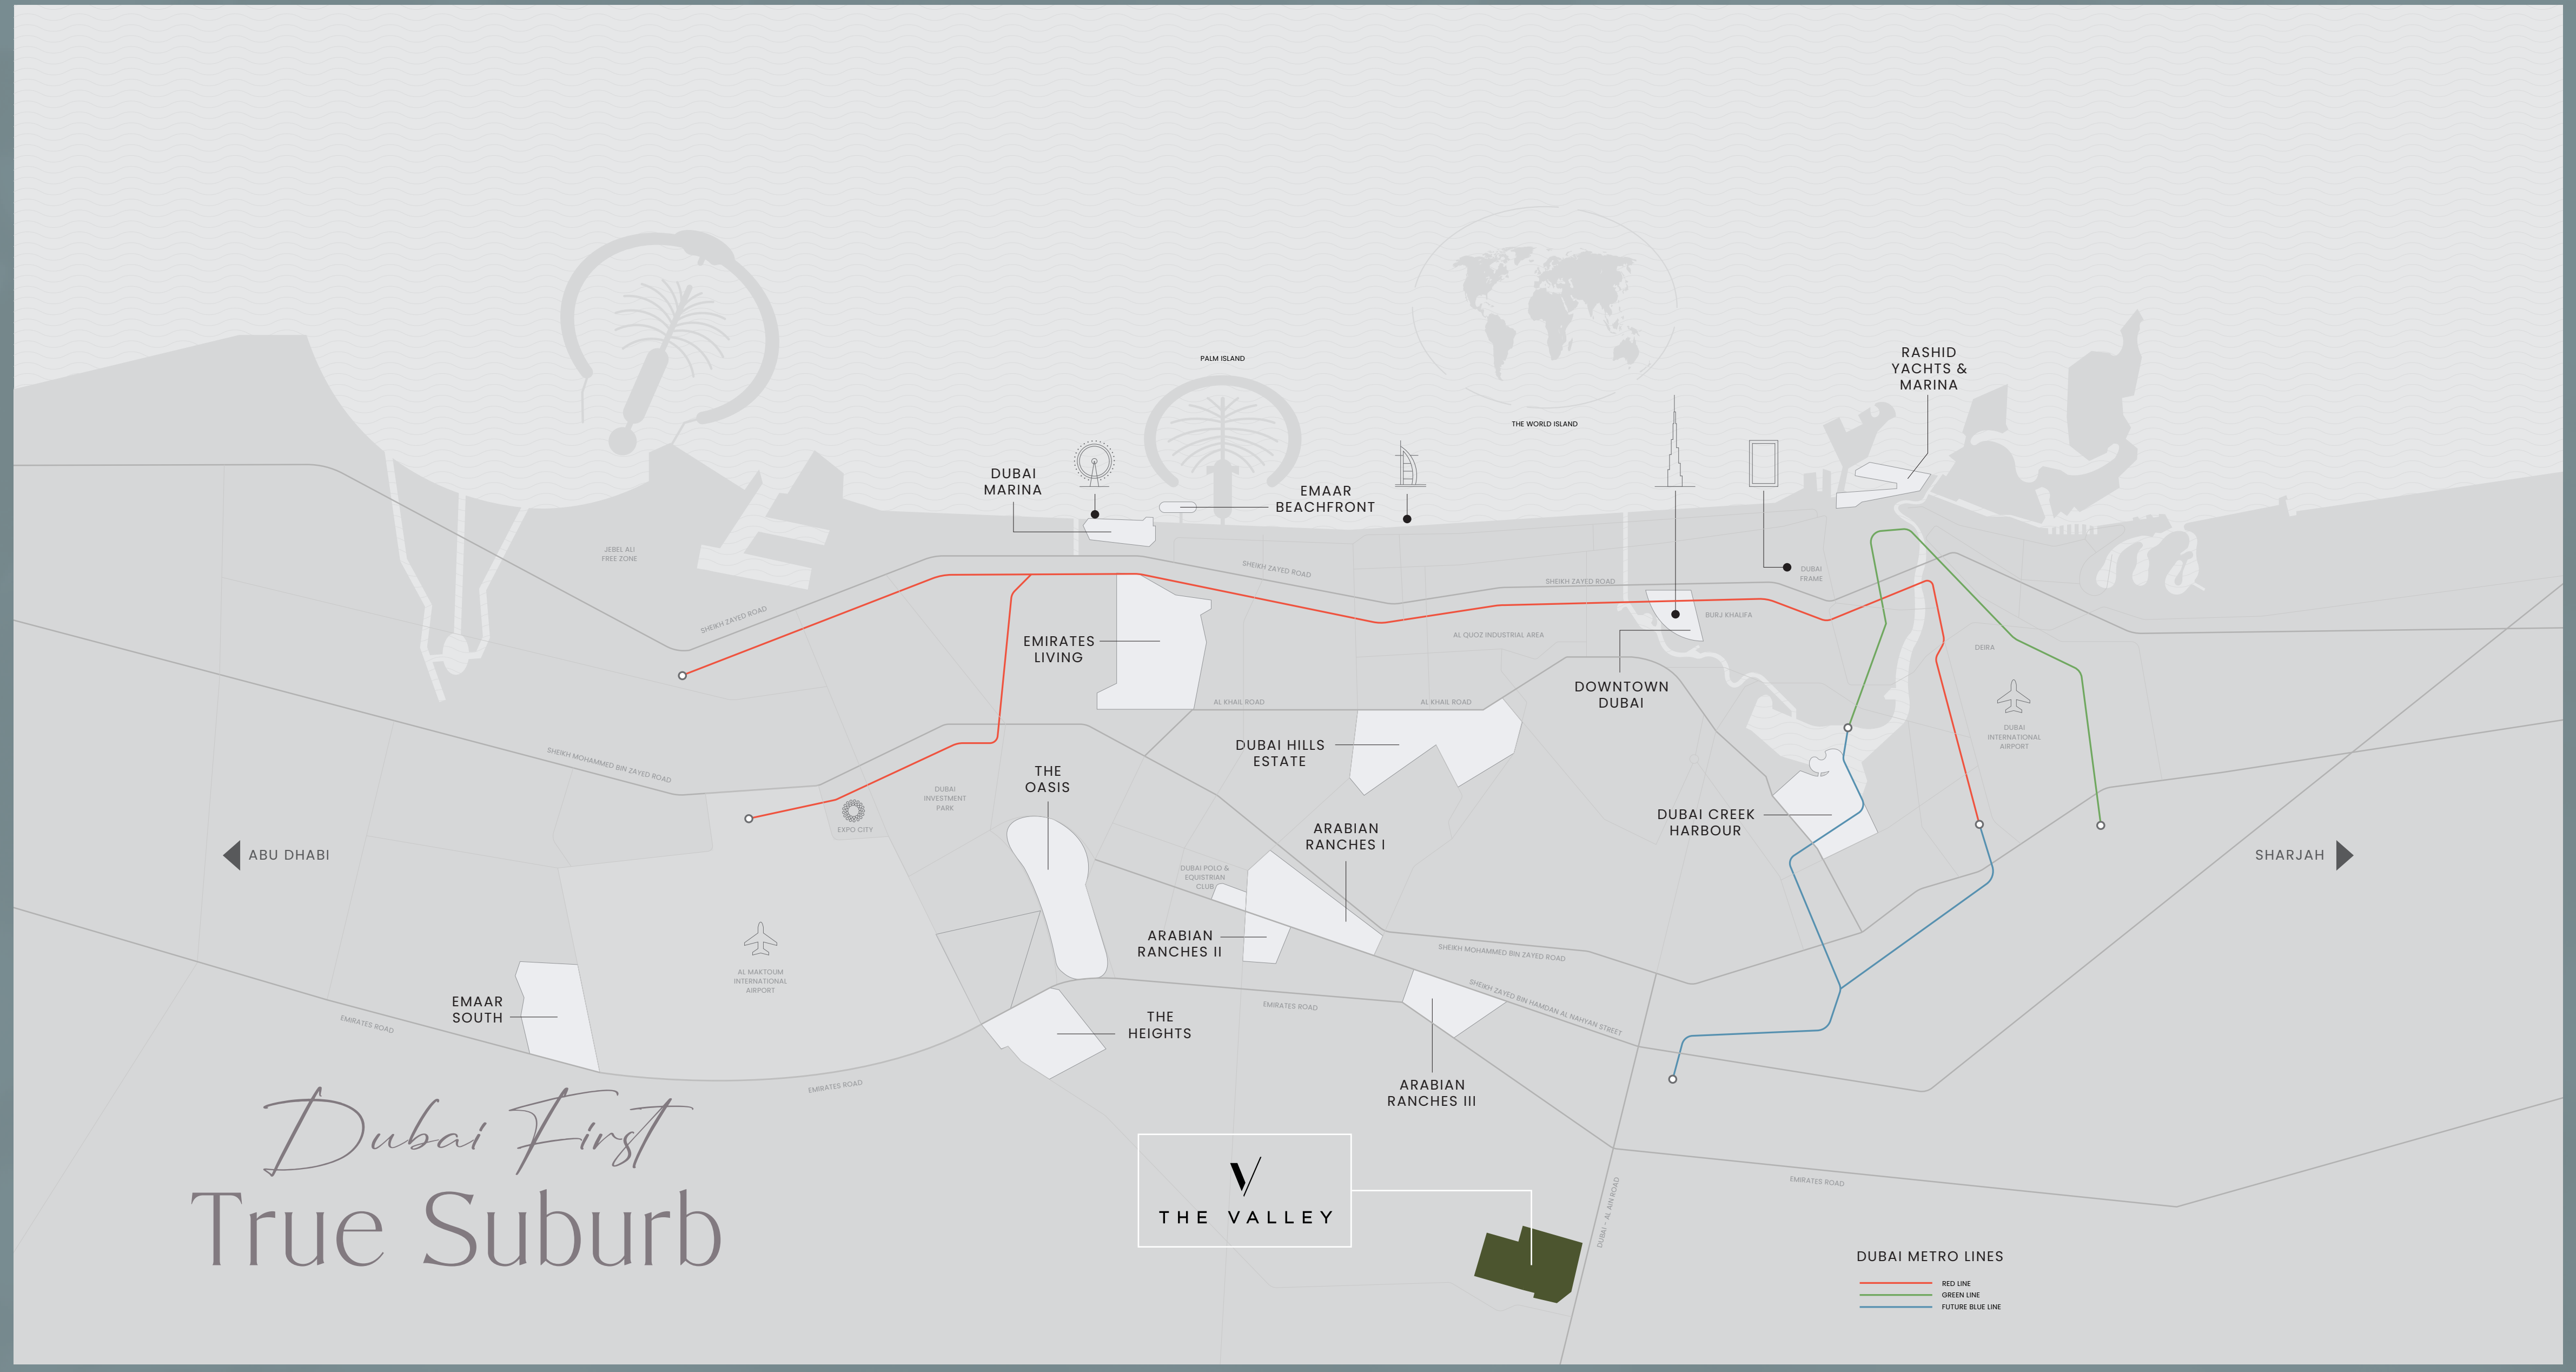 PALM ISLAND
THE WORLD ISLAND
RASHID
YACHTS &
MARINA
DUBAI
MARINA
EMAAR
BEACHFRONT
JEBEL ALI
FREE ZONE
SHEIKH ZAYED ROAD
SHEIKH ZAYED ROAD
SHEIKH ZAYED ROAD
DUBAI
FRAME
BURJ KHALIFA
AL QUOZ INDUSTRIAL AREA
EMIRATES
LIVING
DEIRA
DOWNTOWN
DUBAI
AL KHAIL ROAD
AL KHAIL ROAD
DUBAI
INTERNATIONAL
AIRPORT
DUBAI HILLS
ESTATE
SHEIKH MOHAMMED BIN ZAYED ROAD
THE
OASIS
DUBAI
INVESTMENT
PARK
EXPO CITY
DUBAI CREEK
HARBOUR
ARABIAN
RANCHES I
ABU DHABI
SHARJAH
DUBAI POLO &
EQUESTRIAN
CLUB
ARABIAN
RANCHES II
SHEIKH MOHAMMED BIN ZAYED ROAD
AL MAKTOUM
INTERNATIONAL
AIRPORT
SHEIKH ZAYED BIN HAMDAN AL NAHYAN STREET
EMAAR
SOUTH
EMIRATES ROAD
EMIRATES ROAD
THE
HEIGHTS
EMIRATES ROAD
ARABIAN
RANCHES III
Dubai First
True Suburb
THE VALLEY
EMIRATES ROAD
DUBAI - AL AIN ROAD
DUBAI METRO LINES
RED LINE
GREEN LINE
FUTURE BLUE LINE